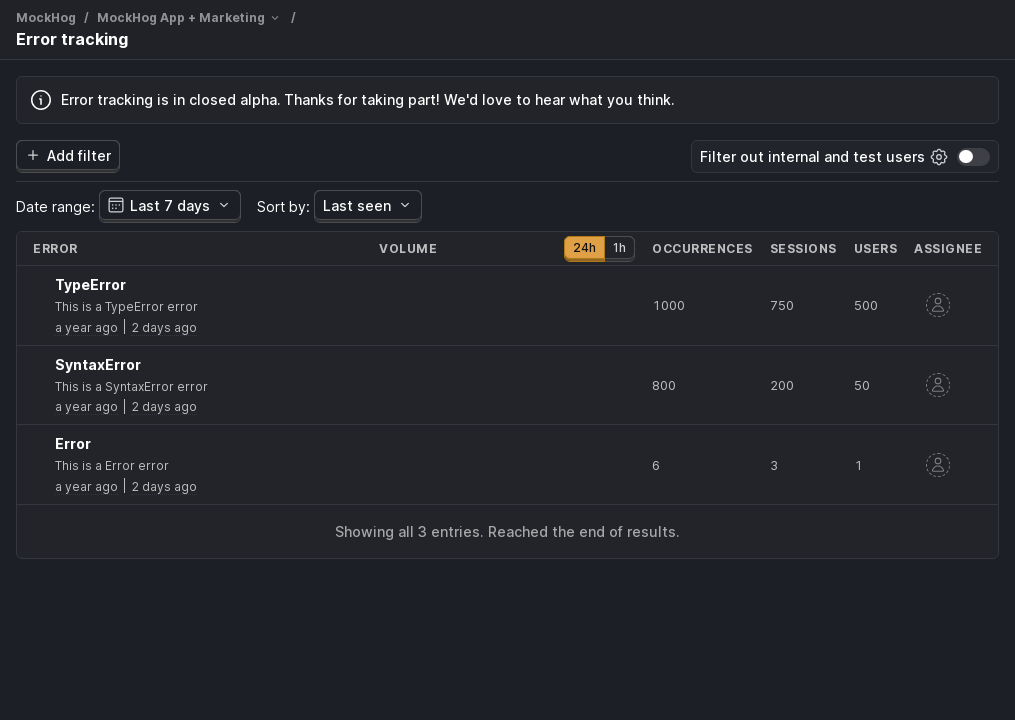 MockHog / MockHog App + Marketing /
Error tracking
Error tracking is in closed alpha. Thanks for taking part! We'd love to hear what you think.
Add filter
Filter out internal and test users
Date range: Last 7 days Sort by: Last seen
ERROR VOLUME 24h 1h OCCURRENCES SESSIONS USERS ASSIGNEE
TypeError
This is a TypeError error
1000 750 500
a year ago | 2 days ago
SyntaxError
This is a SyntaxError error
800 200 50
a year ago | 2 days ago
Error
This is a Error error
6 3 1
a year ago | 2 days ago
Showing all 3 entries. Reached the end of results.